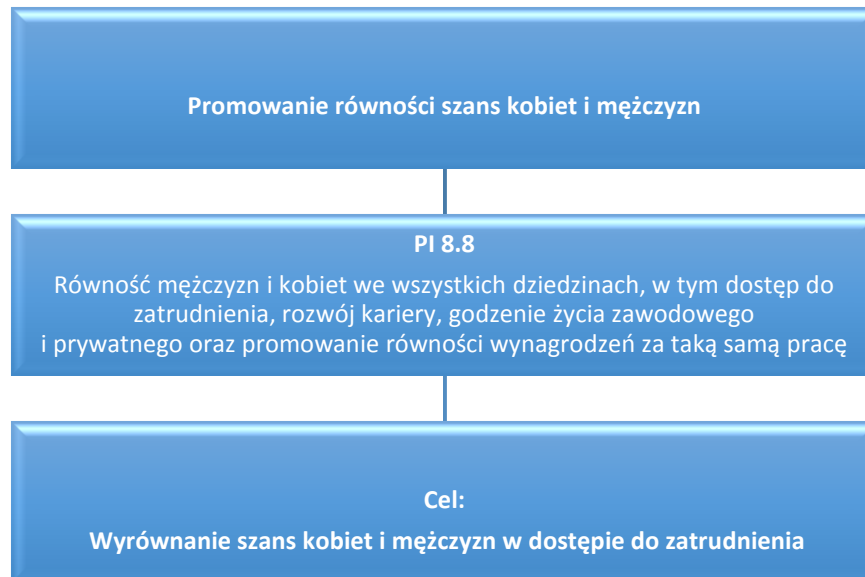 Promowanie równości szans kobiet i mężczyzn
PI 8.8
Równość mężczyzn i kobiet we wszystkich dziedzinach, w tym dostęp do
zatrudnienia, rozwój kariery, godzenie życia zawodowego
i prywatnego oraz promowanie równości wynagrodzeń za taką samą pracę
Cel:
Wyrównanie szans kobiet i mężczyzn w dostępie do zatrudnienia